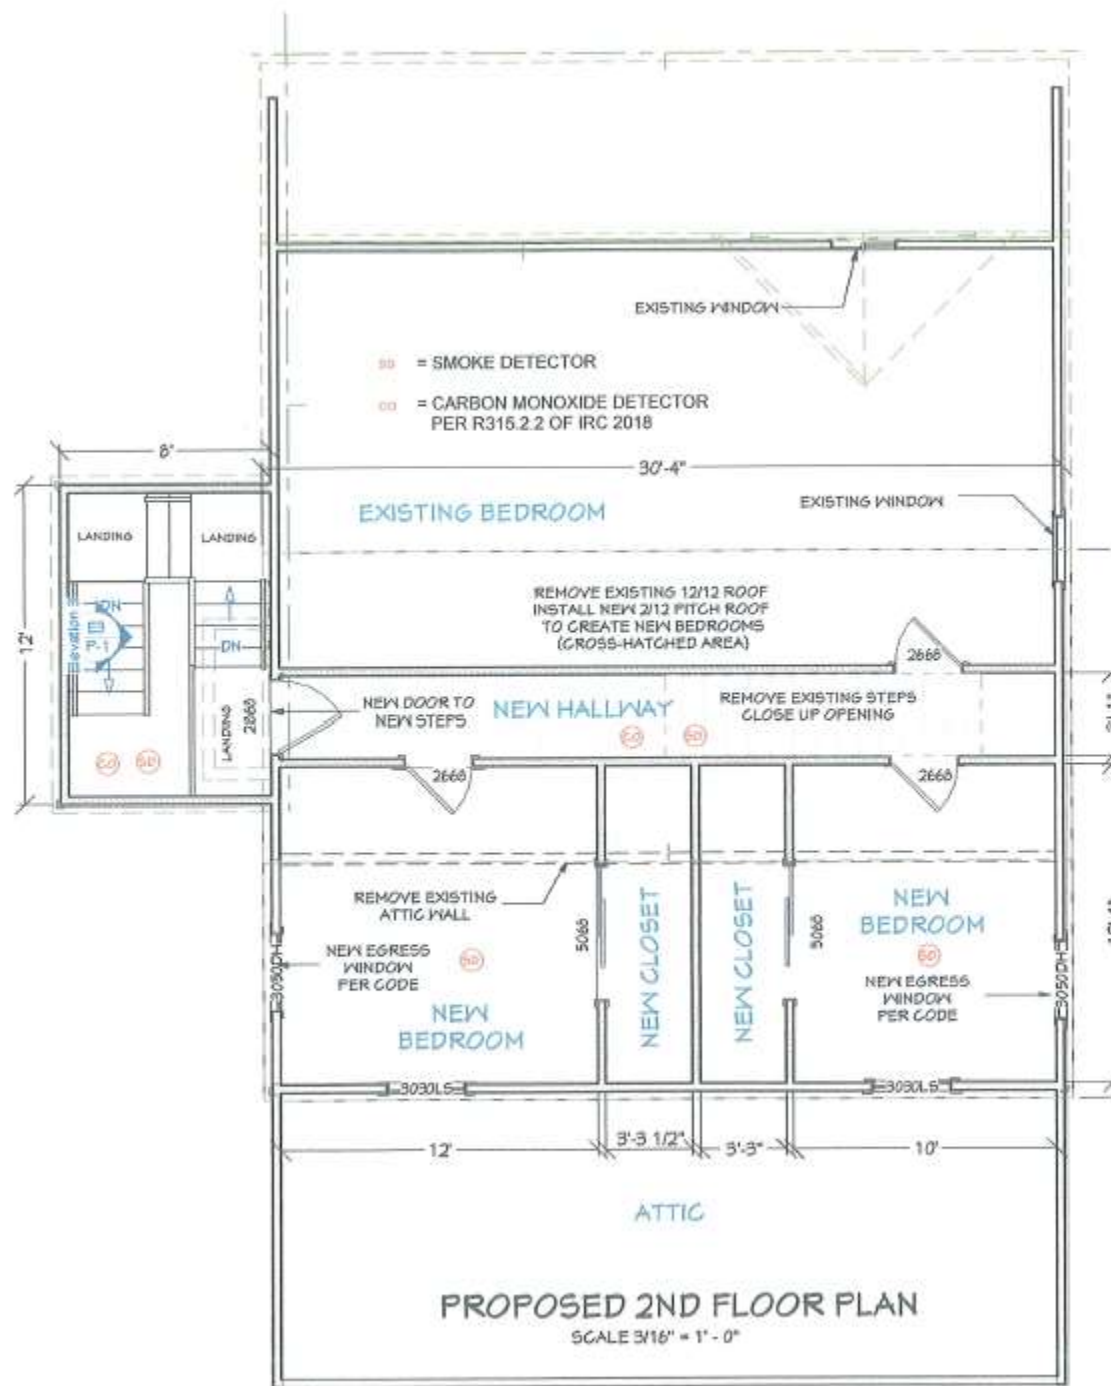 EXISTING WINDOW
SD = SMOKE DETECTOR
CO = CARBON MONOXIDE DETECTOR
PER R315.2.2 OF IRC 2018
8'
30'-4"
EXISTING BEDROOM
EXISTING WINDOW
LANDING
LANDING
REMOVE EXISTING 12/12 ROOF
INSTALL NEW 2/12 PITCH ROOF
TO CREATE NEW BEDROOMS
(CROSS-HATCHED AREA)
12'
Elevation 3
DN
P-1
DN
2668
NEW DOOR TO
NEW STEPS
NEW HALLWAY
REMOVE EXISTING STEPS
CLOSE UP OPENING
LANDING
2868
CO
SD
CO
SD
2668
2668
REMOVE EXISTING
ATTIC WALL
5068
NEW CLOSET
NEW CLOSET
5068
NEW
BEDROOM
SD
SD
NEW EGRESS
WINDOW
PER CODE
3050DH
NEW
BEDROOM
NEW EGRESS
WINDOW
PER CODE
3050DH
3030LS
3030LS
12'
3'-3 1/2"
3'-3"
10'
ATTIC
PROPOSED 2ND FLOOR PLAN
SCALE 3/16" = 1' - 0"